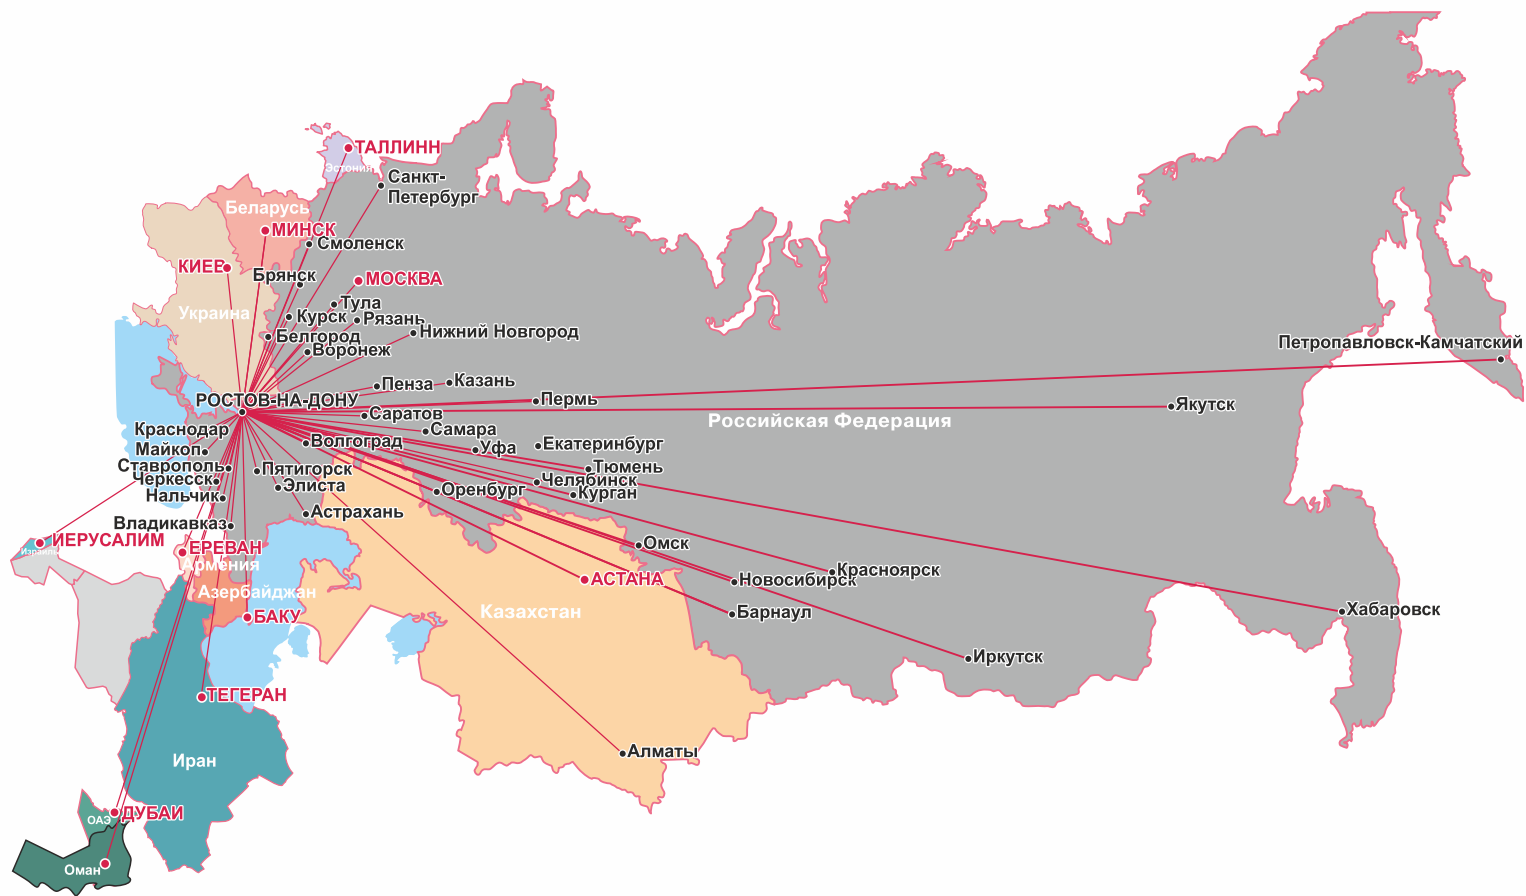 ТАЛЛИНН
Эстония
Санкт-
Петербург
Беларусь
МИНСК
Смоленск
КИЕВ
Брянск
МОСКВА
Украина
Тула
Курск
Рязань
Нижний Новгород
Белгород
Воронеж
Петропавловск-Камчатский
Пенза
Казань
РОСТОВ-НА-ДОНУ
Пермь
Якутск
Саратов
Российская Федерация
Краснодар
Самара
Майкоп
Волгоград
Уфа
Екатеринбург
Ставрополь
Пятигорск
Тюмень
Черкесск
Элиста
Челябинск
Нальчик
Оренбург
Курган
Астрахань
Владикавказ
ИЕРУСАЛИМ
Израиль
ЕРЕВАН
Армения
Омск
Красноярск
АСТАНА
Новосибирск
Азербайджан
БАКУ
Казахстан
Барнаул
Хабаровск
Иркутск
ТЕГЕРАН
Алматы
Иран
ДУБАИ
ОАЭ
Оман